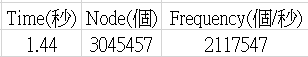 Time(秒) Node(個) Frequency(個/秒)
1.44 3045457 2117547